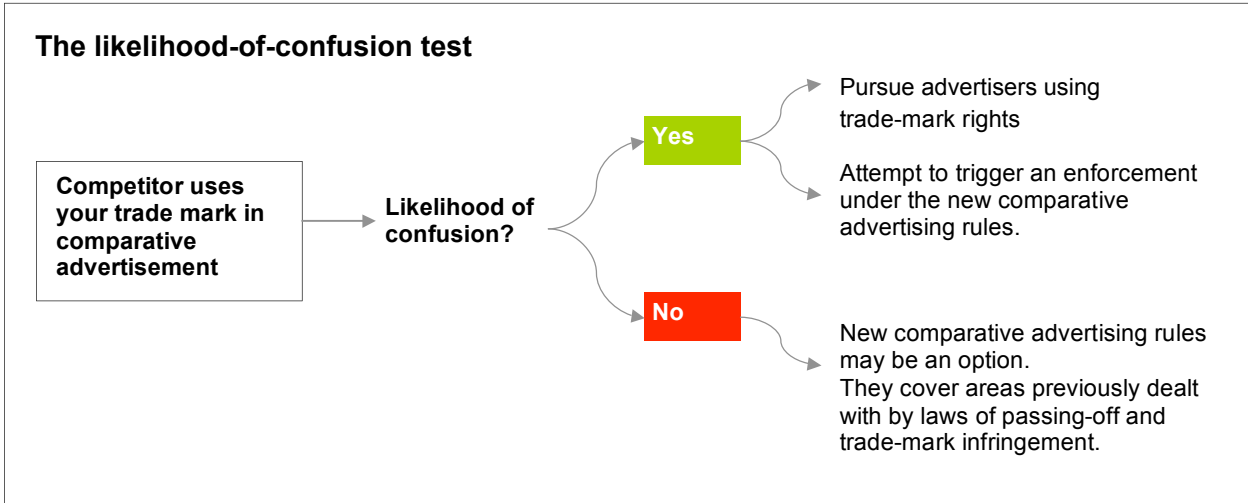 The likelihood-of-confusion test
Competitor uses
your trade mark in
comparative
advertisement
Likelihood of
confusion?
Yes
Pursue advertisers using
trade-mark rights
Attempt to trigger an enforcement
under the new comparative
advertising rules.
No
New comparative advertising rules
may be an option.
They cover areas previously dealt
with by laws of passing-off and
trade-mark infringement.